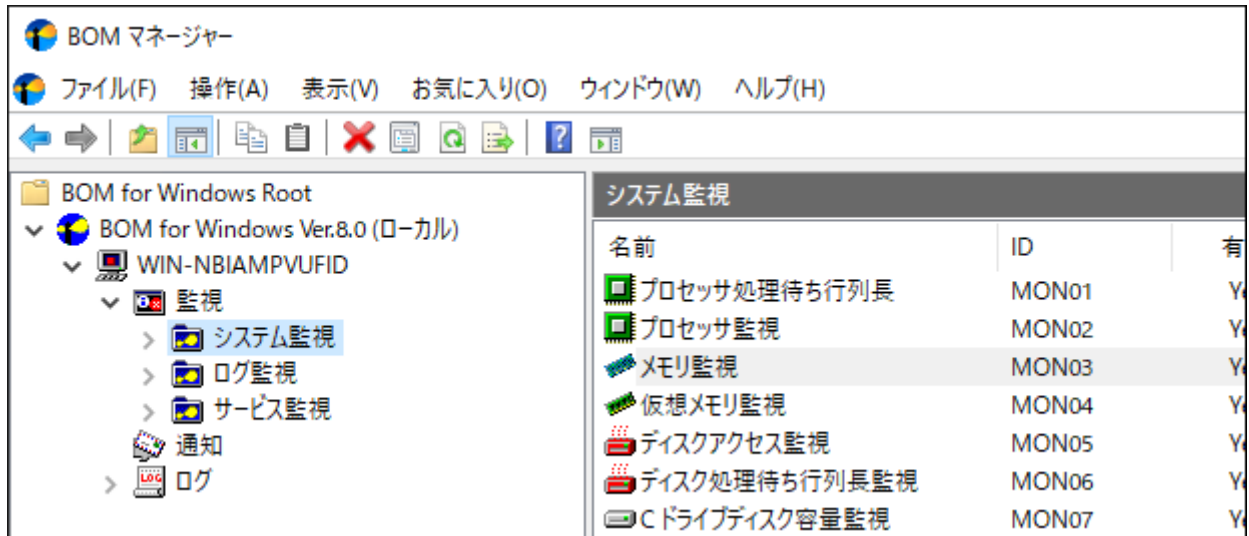 BOM マネージャー
ファイル(F) 操作(A) 表示(V) お気に入り(O) ウィンドウ(W) ヘルプ(H)
BOM for Windows Root
BOM for Windows Ver.8.0 (ローカル)
WIN-NBIAMPVUFID
監視
システム監視
ログ監視
サービス監視
通知
LOG ログ
システム監視
名前 ID 有
プロセッサ処理待ち行列長 MON01
プロセッサ監視 MON02
メモリ監視 MON03
仮想メモリ監視 MON04
ディスクアクセス監視 MON05
ディスク処理待ち行列長監視 MON06
C ドライブディスク容量監視 MON07